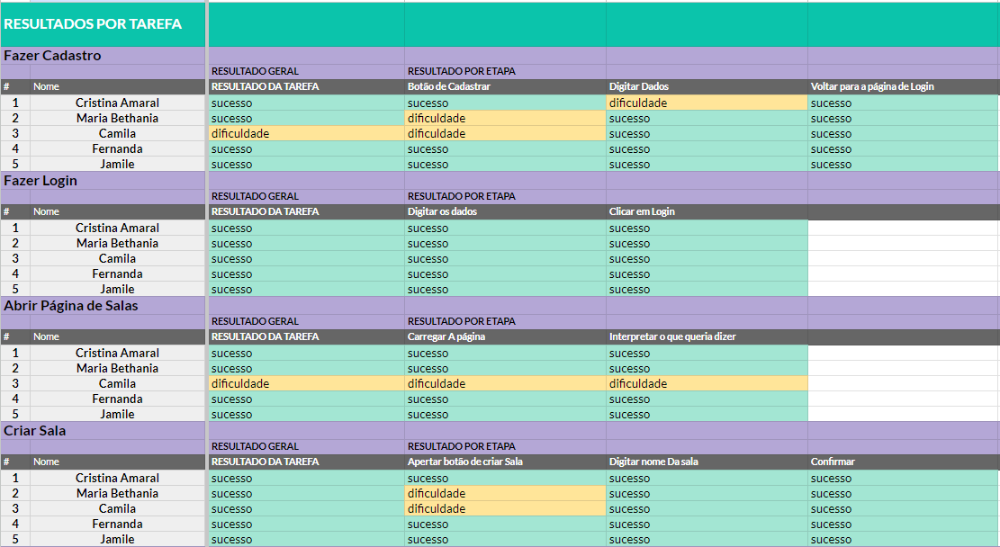 RESULTADOS POR TAREFA
Fazer Cadastro
RESULTADO GERAL RESULTADO POR ETAPA
# Nome RESULTADO DA TAREFA Botão de Cadastrar Digitar Dados Voltar para a página de Login
1 Cristina Amaral sucesso sucesso dificuldade sucesso
2 Maria Bethania sucesso dificuldade sucesso sucesso
3 Camila dificuldade dificuldade sucesso sucesso
4 Fernanda sucesso sucesso sucesso sucesso
5 Jamile sucesso sucesso sucesso sucesso
Fazer Login
RESULTADO GERAL RESULTADO POR ETAPA
# Nome RESULTADO DA TAREFA Digitar os dados Clicar em Login
1 Cristina Amaral sucesso sucesso sucesso
2 Maria Bethania sucesso sucesso sucesso
3 Camila sucesso sucesso sucesso
4 Fernanda sucesso sucesso sucesso
5 Jamile sucesso sucesso sucesso
Abrir Página de Salas
RESULTADO GERAL RESULTADO POR ETAPA
# Nome RESULTADO DA TAREFA Carregar A página Interpretar o que queria dizer
1 Cristina Amaral sucesso sucesso sucesso
2 Maria Bethania sucesso sucesso sucesso
3 Camila dificuldade dificuldade dificuldade
4 Fernanda sucesso sucesso sucesso
5 Jamile sucesso sucesso sucesso
Criar Sala
RESULTADO GERAL RESULTADO POR ETAPA
# Nome RESULTADO DA TAREFA Apertar botão de criar Sala Digitar nome Da sala Confirmar
1 Cristina Amaral sucesso sucesso sucesso sucesso
2 Maria Bethania sucesso dificuldade sucesso sucesso
3 Camila sucesso dificuldade sucesso sucesso
4 Fernanda sucesso sucesso sucesso sucesso
5 Jamile sucesso sucesso sucesso sucesso